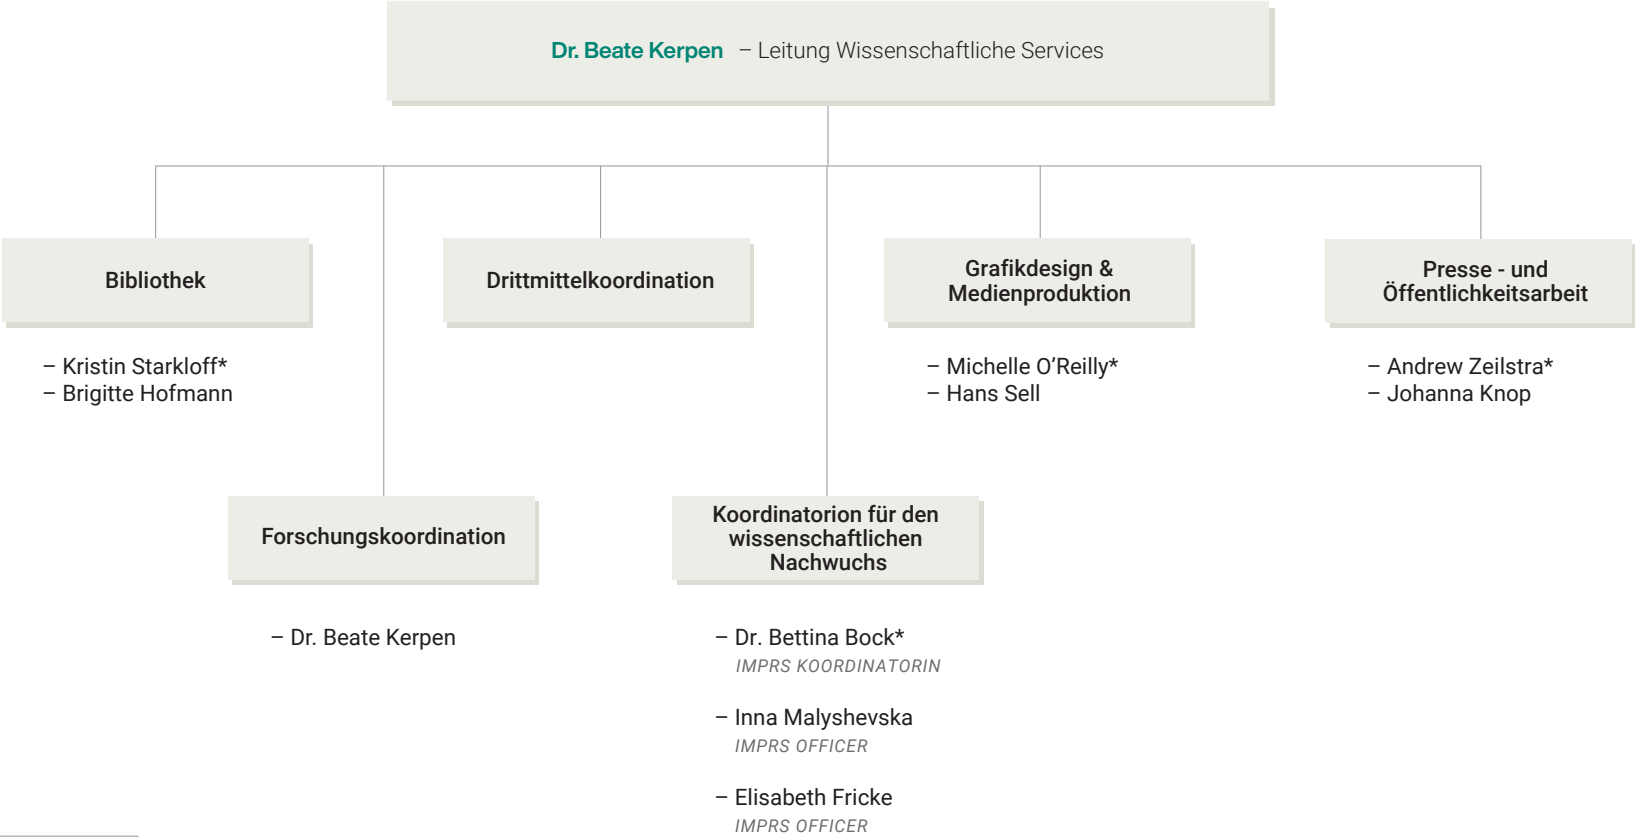 Dr. Beate Kerpen – Leitung Wissenschaftliche Services
Bibliothek
– Kristin Starkloff*
– Brigitte Hofmann
Drittmittelkoordination
Grafikdesign &
Medienproduktion
– Michelle O’Reilly*
– Hans Sell
Presse - und
Öffentlichkeitsarbeit
– Andrew Zeilstra*
– Johanna Knop
Forschungskoordination
– Dr. Beate Kerpen
Koordinatorion für den
wissenschaftlichen
Nachwuchs
– Dr. Bettina Bock*
IMPRS KOORDINATORIN
– Inna Malyshevska
IMPRS OFFICER
– Elisabeth Fricke
IMPRS OFFICER